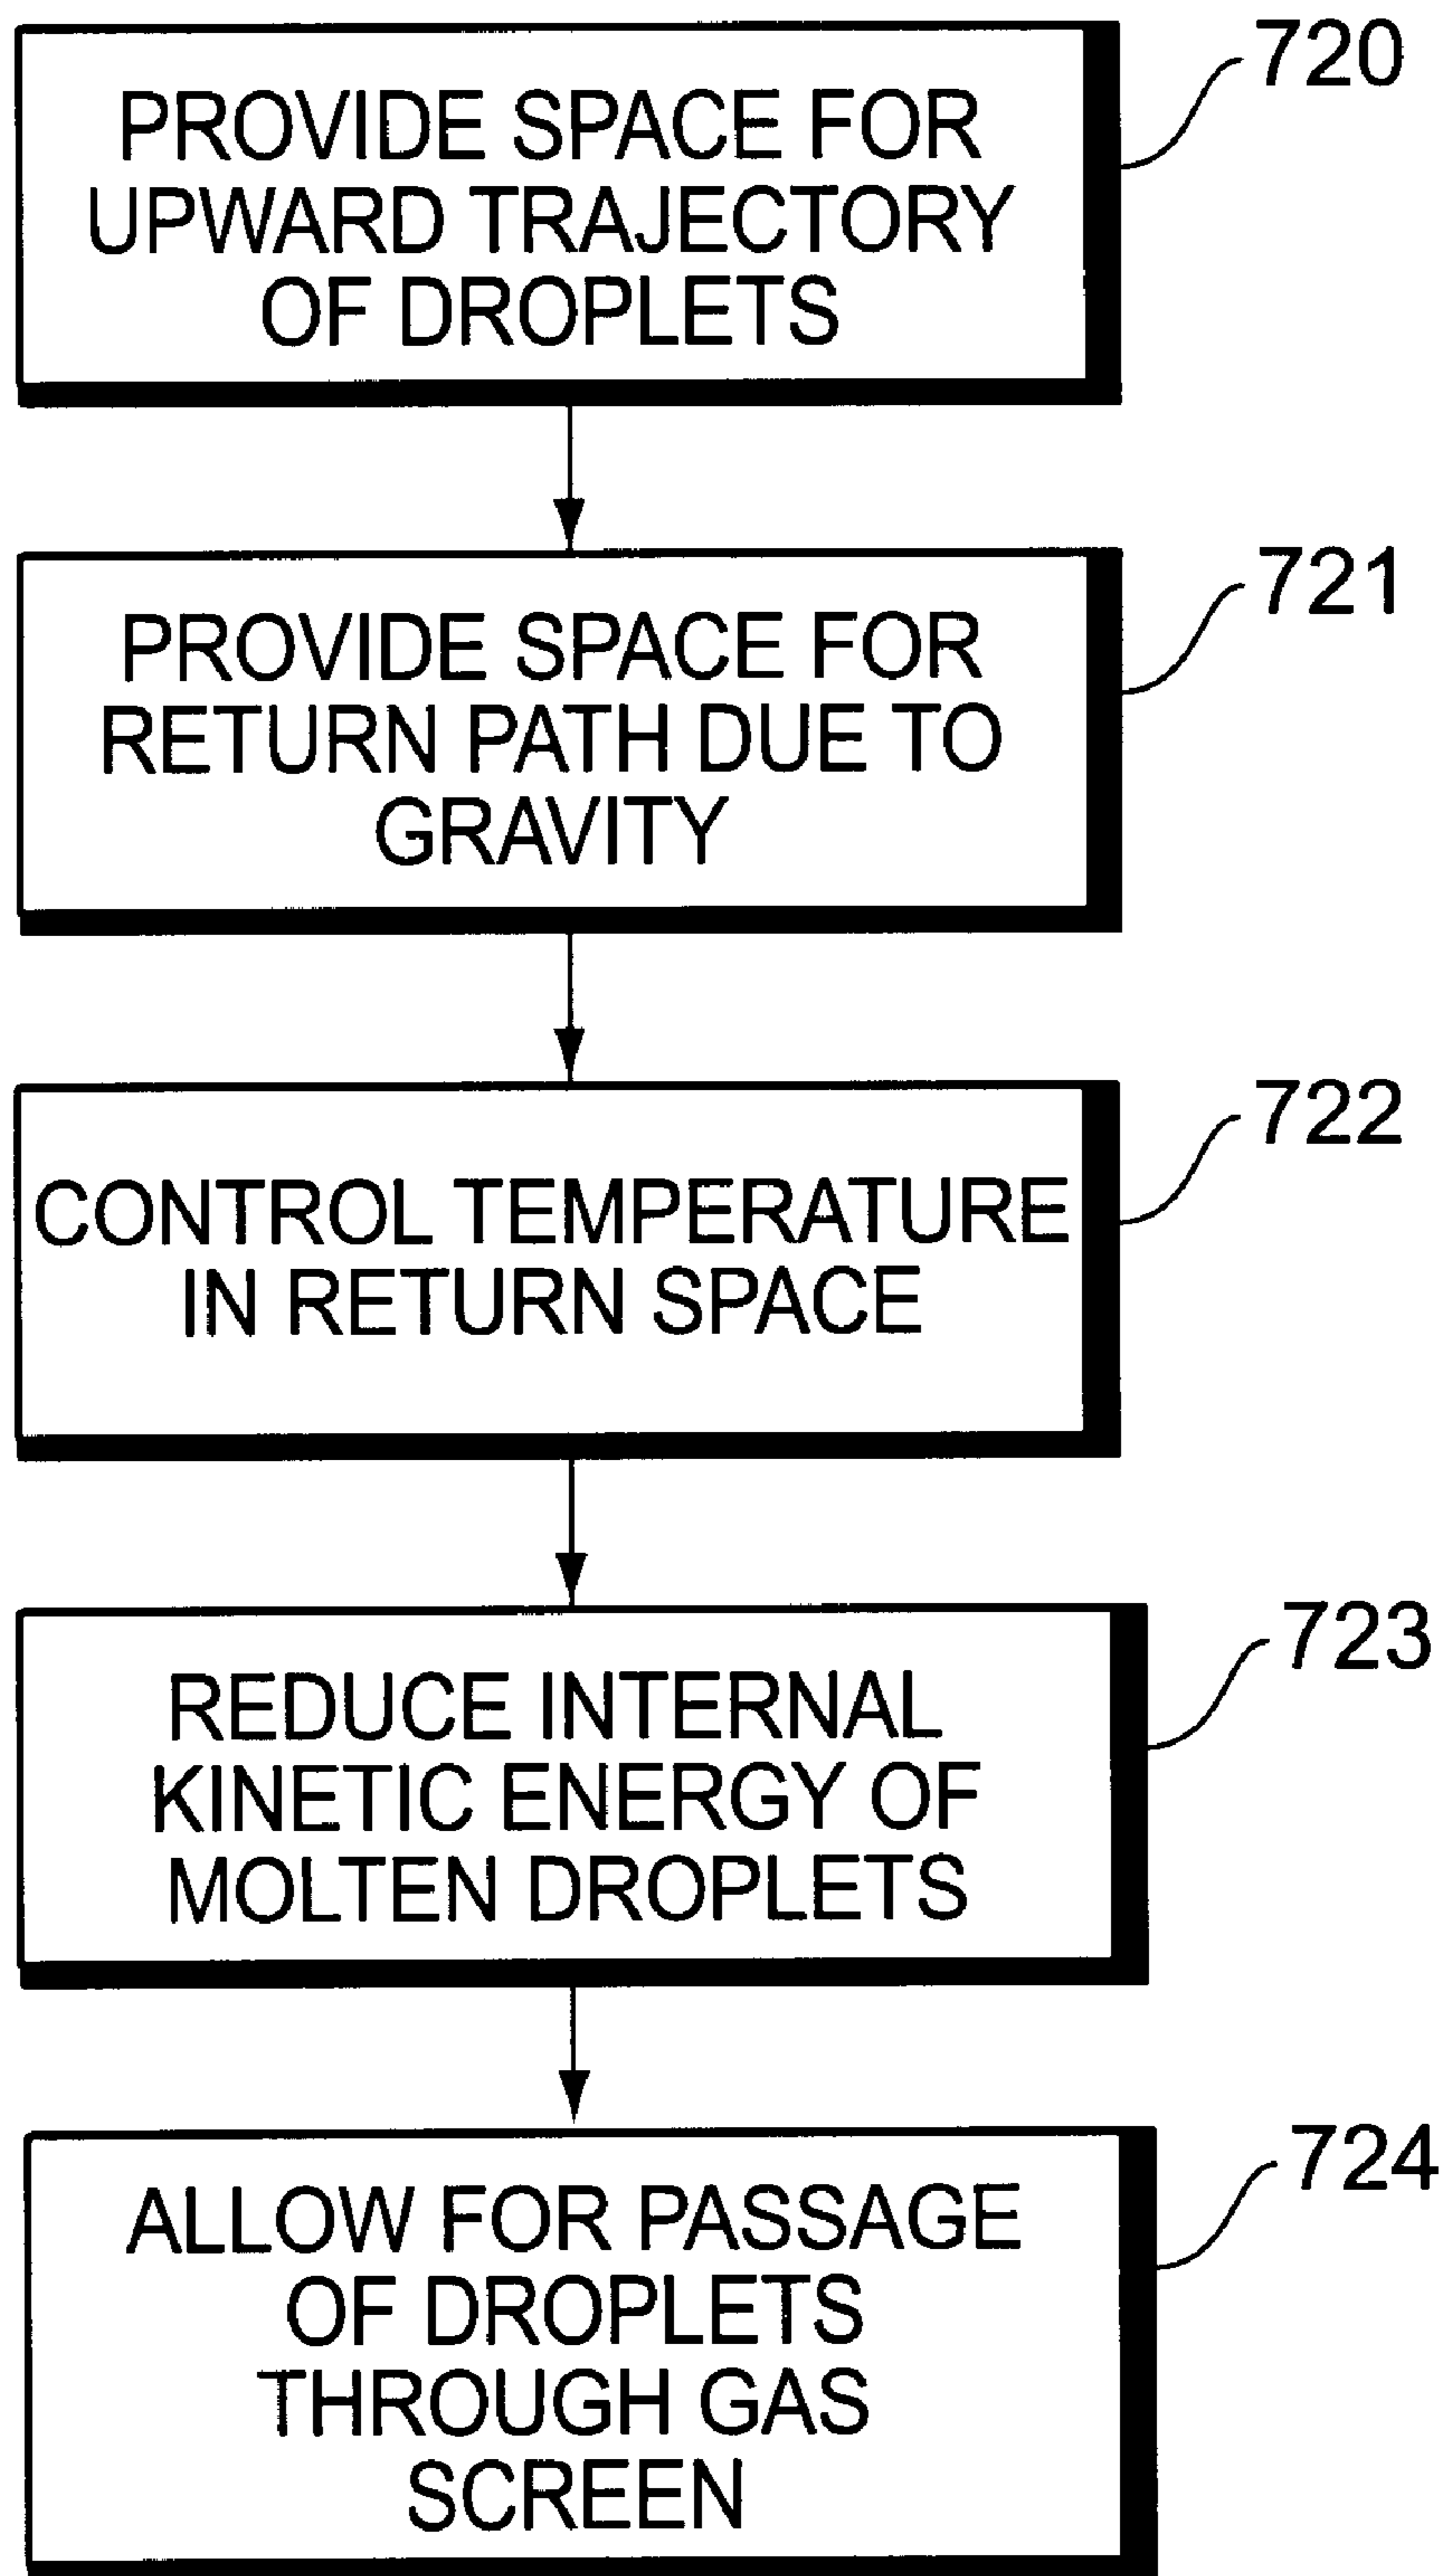 PROVIDE SPACE FOR
UPWARD TRAJECTORY
OF DROPLETS
720
PROVIDE SPACE FOR
RETURN PATH DUE TO
GRAVITY
721
CONTROL TEMPERATURE
IN RETURN SPACE
722
REDUCE INTERNAL
KINETIC ENERGY OF
MOLTEN DROPLETS
723
ALLOW FOR PASSAGE
OF DROPLETS
THROUGH GAS
SCREEN
724